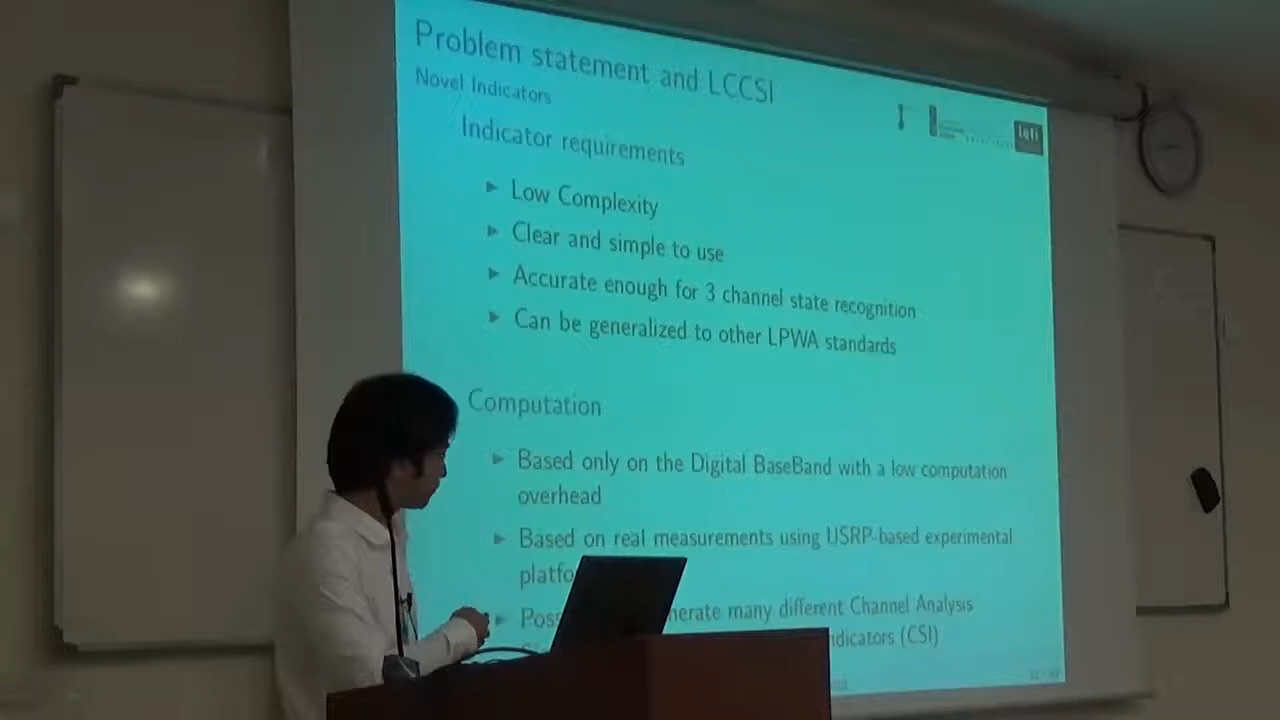 Problem statement and LCCSI
Novel Indicators
Indicator requirements
Low Complexity
Clear and simple to use
Accurate enough for 3 channel state recognition
Can be generalized to other LPWA standards
Computation
Based only on the Digital BaseBand with a low computation
overhead
Based on real measurements using USRP-based experimental
platfo
Poss nerate many different Channel Analysis
ndicators (CSI)